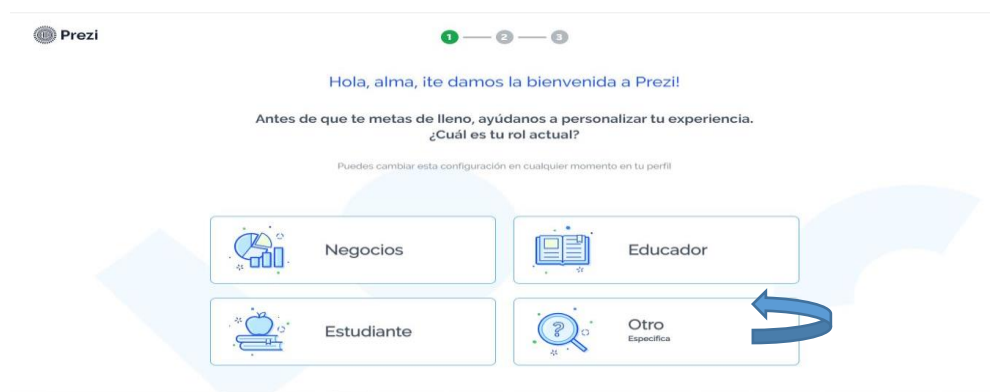 Prezi
1 2 3
Hola, alma, ¡te damos la bienvenida a Prezi!
Antes de que te metas de lleno, ayúdanos a personalizar tu experiencia.
¿Cuál es tu rol actual?
Puedes cambiar esta configuración en cualquier momento en tu perfil
Negocios
Educador
Estudiante
Otro
Especifica
?